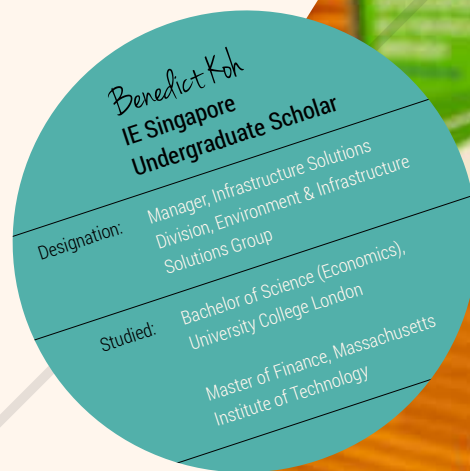 Benedict Koh
IE Singapore
Undergraduate Scholar
Designation:
Manager, Infrastructure Solutions
Division, Environment & Infrastructure
Solutions Group
Studied:
Bachelor of Science (Economics),
University College London
Master of Finance, Massachusetts
Institute of Technology